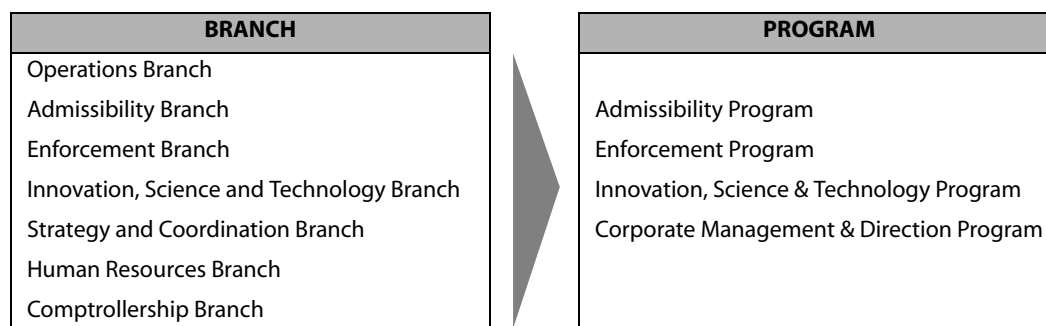 BRANCH
Operations Branch
Admissibility Branch
Enforcement Branch
Innovation, Science and Technology Branch
Strategy and Coordination Branch
Human Resources Branch
Comptrollership Branch
PROGRAM
Admissibility Program
Enforcement Program
Innovation, Science & Technology Program
Corporate Management & Direction Program